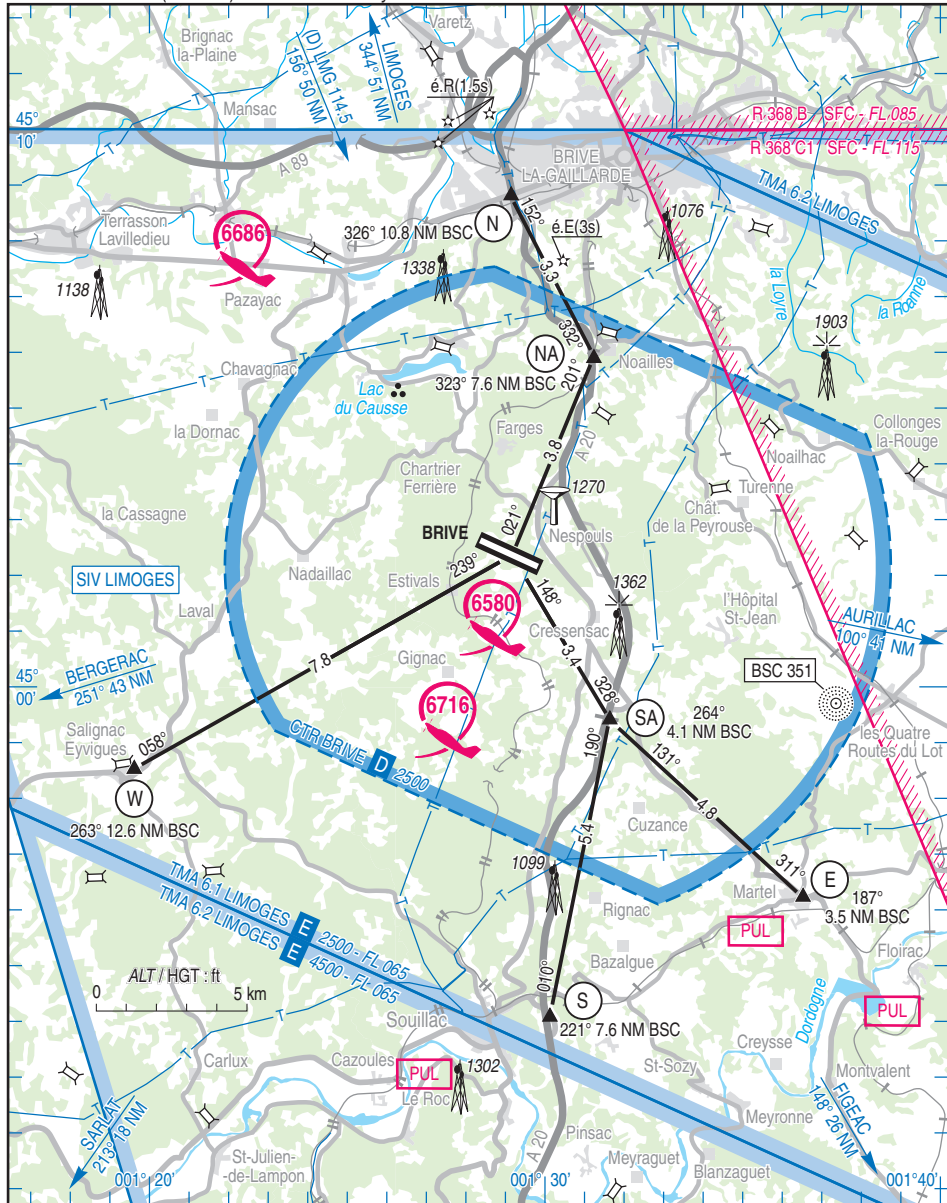 Varetz
Brignac
la-Plaine
(D) LMG 114.5
156° 50 NM
LIMOGES
344° 51 NM
é.R(1.5s)
Mansac
45°
10'
R 368 B SFC - FL 085
R 368 C1 SFC - FL 115
A 89
BRIVE
LA-GAILLARDE
TMA 6.2 LIMOGES
Terrasson
Lavilledieu
6686
N
326° 10.8 NM BSC
152°
é.E(3s)
1076
1138
1338
Pazayac
3.3
la Loyre
la Roanne
1903
332°
NA
323° 7.6 NM BSC
201°
Noailles
Chavagnac
Lac
du Causse
Farges
A 20
Collonges
la-Rouge
la Dornac
3.8
Noailhac
Chartrier
Ferrière
1270
Turenne
Chât.
de la Peyrouse
la Cassagne
021°
BRIVE
Nespouls
239°
SIV LIMOGES
Nadaillac
Estivals
148°
1362
6580
l'Hôpital
St-Jean
Laval
Cressensac
AURILLAC
100° 41 NM
7.8
Gignac
3.4
BERGERAC
251° 43 NM
45°
00'
6716
328°
BSC 351
SA
264°
4.1 NM BSC
Salignac
Eyvigues
058°
190°
131°
les Quatre
Routes du Lot
CTR BRIVE D 2500
W
263° 12.6 NM BSC
5.4
4.8
Cuzance
1099
311°
E
187°
3.5 NM BSC
Martel
TMA 6.1 LIMOGES E 2500 - FL 065
TMA 6.2 LIMOGES E 4500 - FL 065
Rignac
PUL
Floirac
Bazalgue
ALT / HGT : ft
0
5 km
010°
S
221° 7.6 NM BSC
Dordogne
PUL
Souillac
Creysse
Carlux
Cazoules
PUL
1302
Le Roc
St-Sozy
Montvalent
SARLAT
213° 18 NM
Meyronne
FIGEAC
148° 26 NM
St-Julien
-de-Lampon
A 20
Pinsac
Meyraguet
Blanzaguet
001° 20'
001° 30'
001° 40'